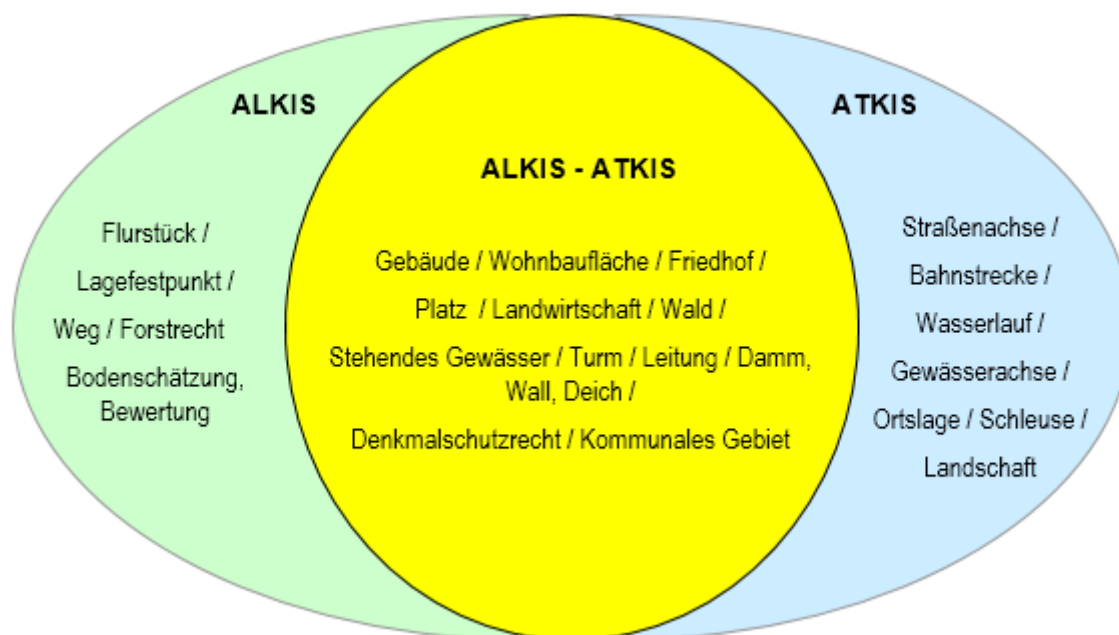 ALKIS
Flurstück /
Lagefestpunkt /
Weg / Forstrecht
Bodenschätzung,
Bewertung
ALKIS - ATKIS
Gebäude / Wohnbaufläche / Friedhof /
Platz / Landwirtschaft / Wald /
Stehendes Gewässer / Turm / Leitung / Damm,
Wall, Deich /
Denkmalschutzrecht / Kommunales Gebiet
ATKIS
Straßenachse /
Bahnstrecke /
Wasserlauf /
Gewässerachse /
Ortslage / Schleuse /
Landschaft